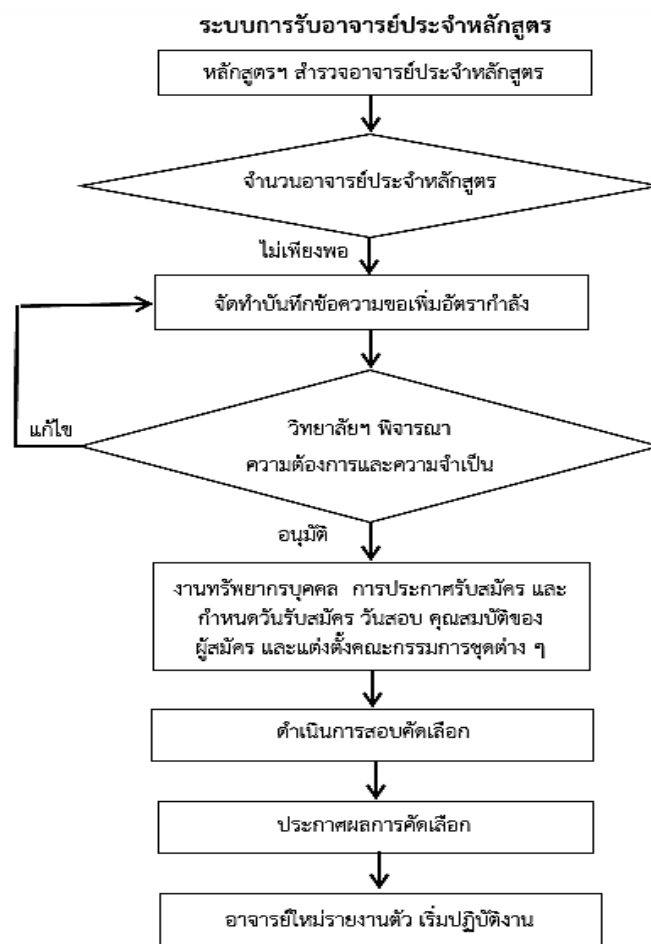 ระบบการรับอาจารย์ประจำหลักสูตร
หลักสูตรฯ สำรวจอาจารย์ประจำหลักสูตร
จำนวนอาจารย์ประจำหลักสูตร
ไม่เพียงพอ
จัดทำบันทึกข้อความขอเพิ่มอัตรากำลัง
แก้ไข
วิทยาลัยฯ พิจารณา
ความต้องการและความจำเป็น
อนุมัติ
งานทรัพยากรบุคคล การประกาศรับสมัคร และ
กำหนดวันรับสมัคร วันสอบ คุณสมบัติของ
ผู้สมัคร และแต่งตั้งคณะกรรมการชุดต่าง ๆ
ดำเนินการสอบคัดเลือก
ประกาศผลการคัดเลือก
อาจารย์ใหม่รายงานตัว เริ่มปฏิบัติงาน